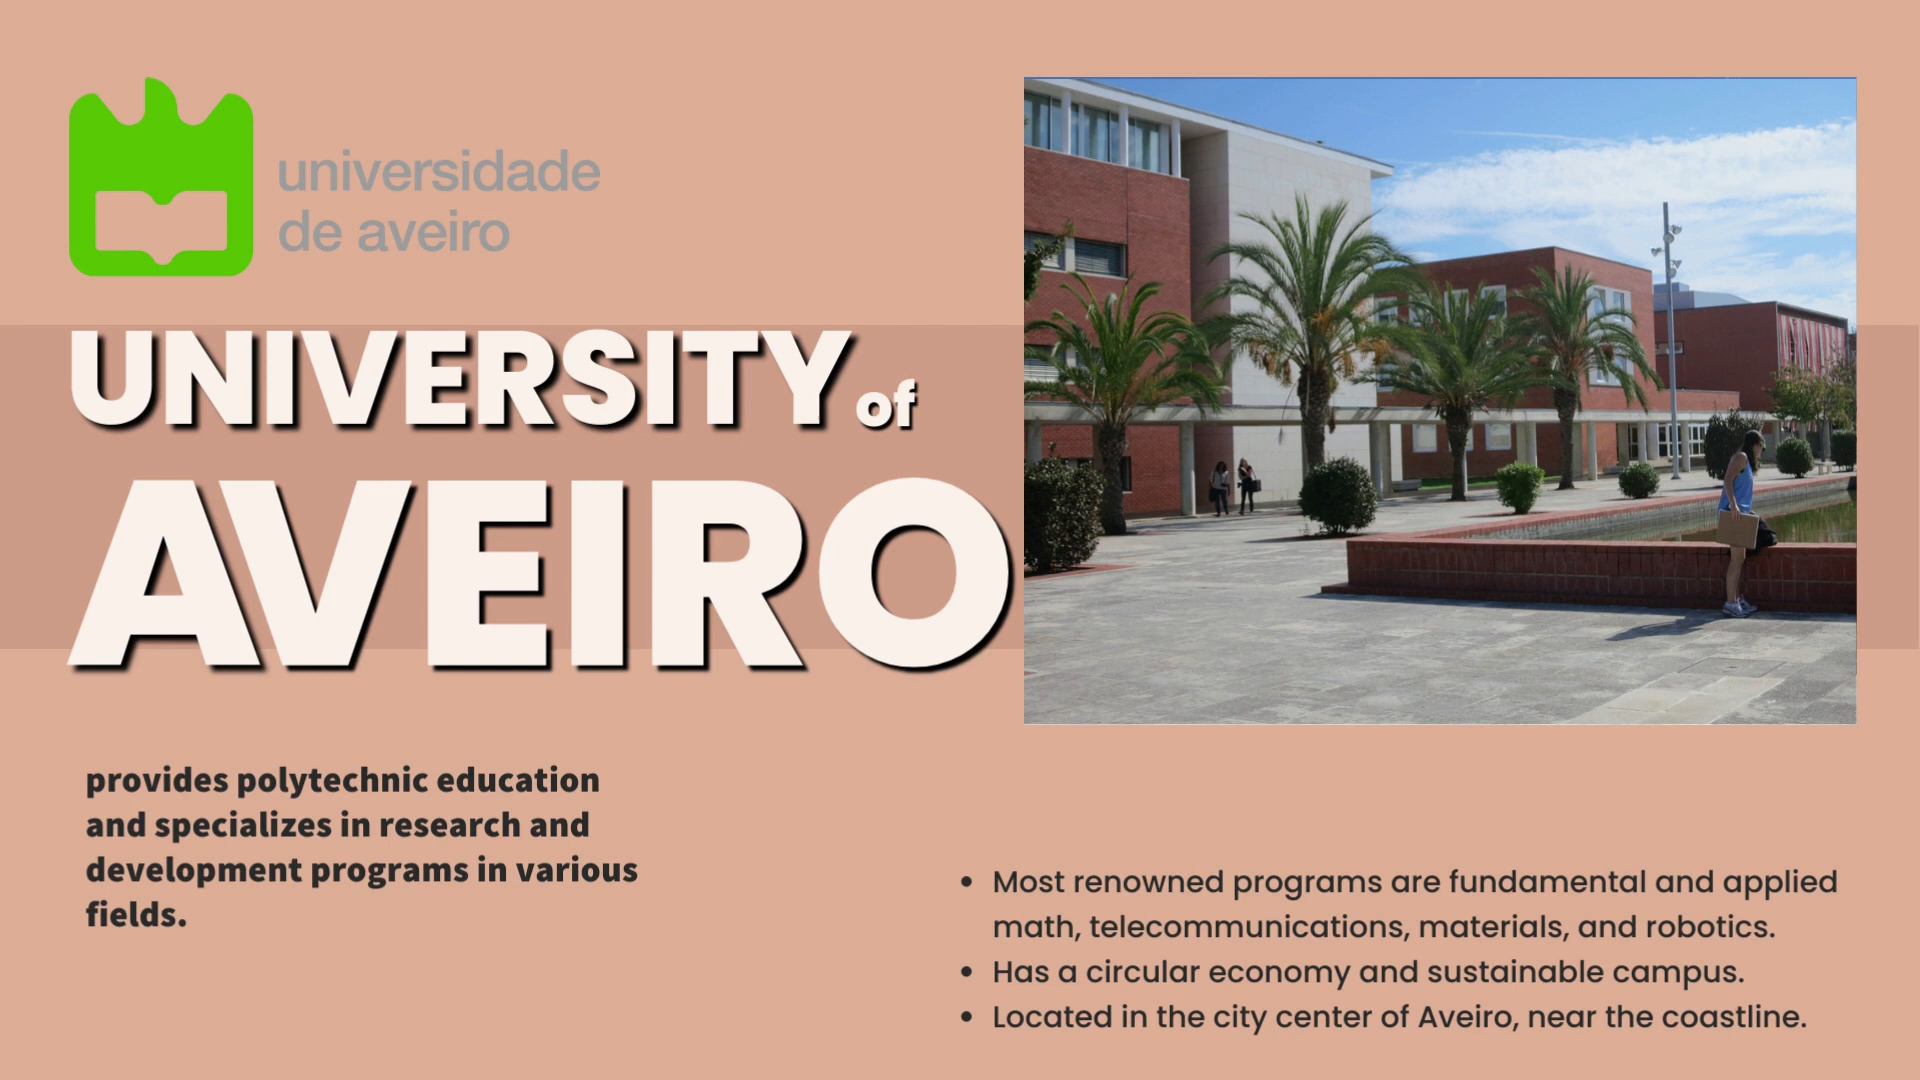 universidade
de aveiro
UNIVERSITY of
AVEIRO
provides polytechnic education
and specializes in research and
development programs in various
fields.
• Most renowned programs are fundamental and applied
math, telecommunications, materials, and robotics.
• Has a circular economy and sustainable campus.
• Located in the city center of Aveiro, near the coastline.